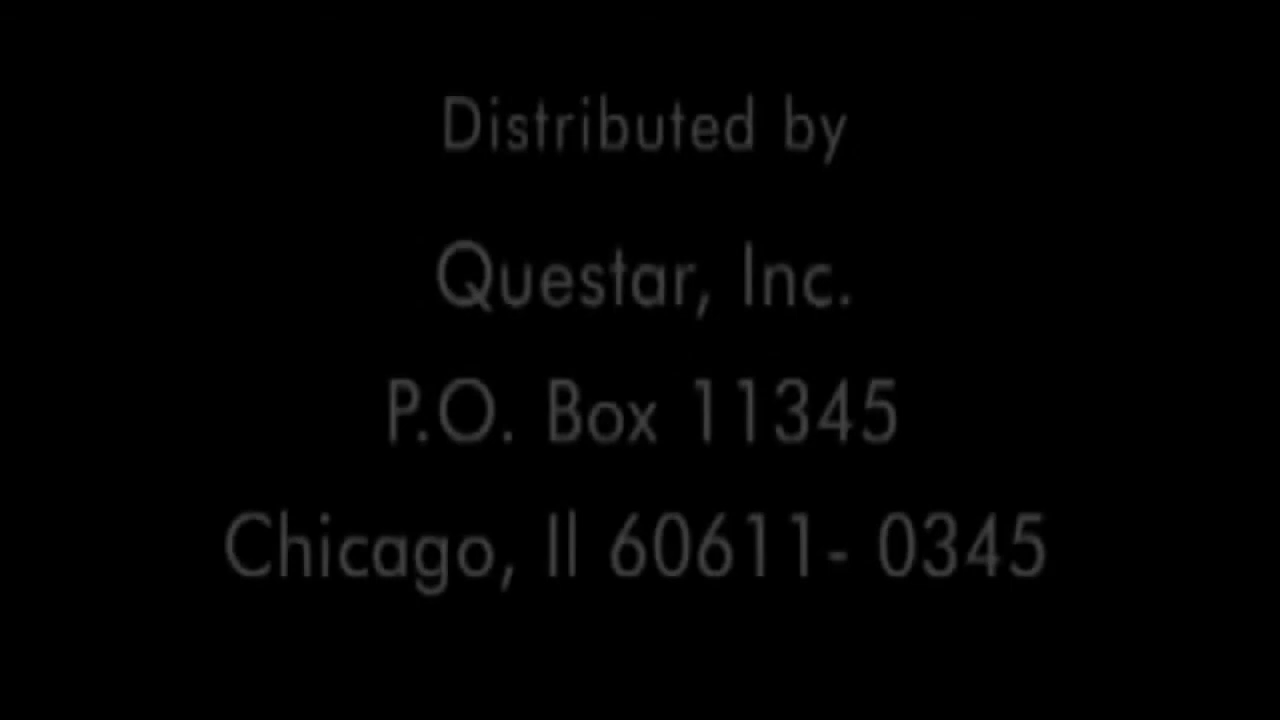 Distributed by
Questar, Inc.
P.O. Box 11345
Chicago, Il 60611- 0345